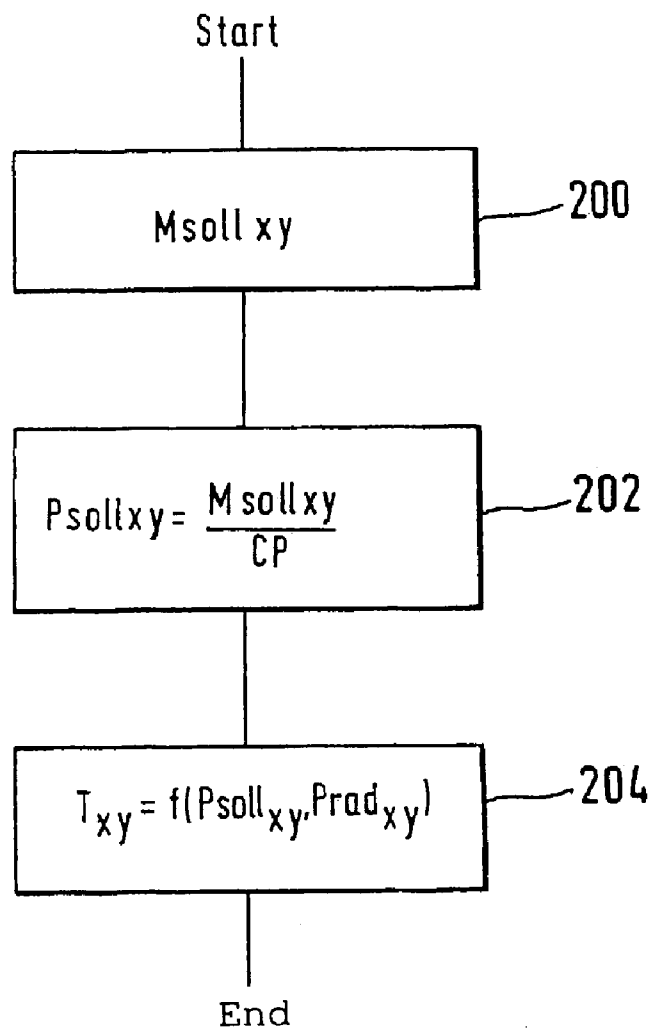 Start
Msoll xy
200
Psollxy = Msollxy / CP
202
Txy = f(Psollxy, Pradxy)
204
End